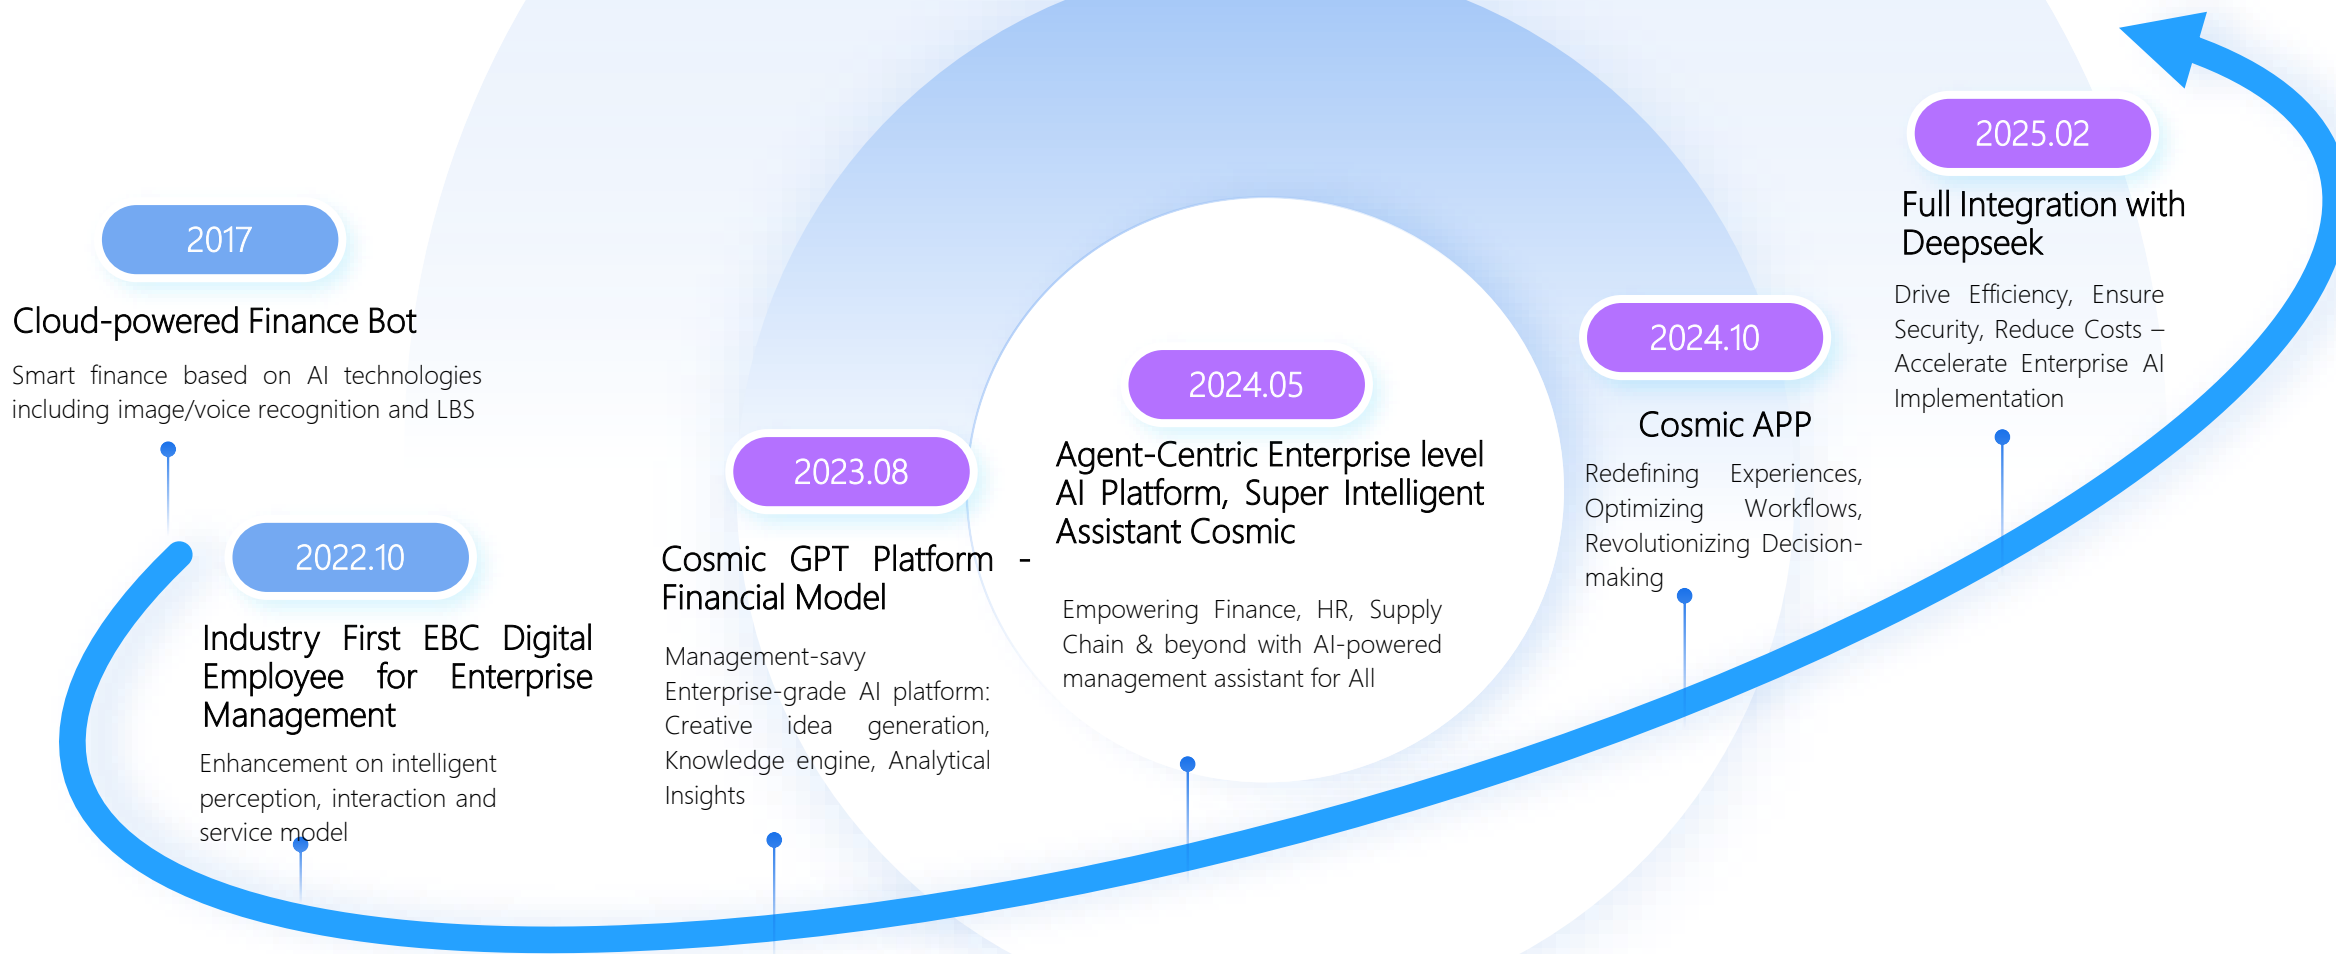 2017
Cloud-powered Finance Bot
Smart finance based on AI technologies
including image/voice recognition and LBS
2022.10
Industry First EBC Digital
Employee for Enterprise
Management
Enhancement on intelligent
perception, interaction and
service model
2023.08
Cosmic GPT Platform -
Financial Model
Management-savy
Enterprise-grade AI platform:
Creative idea generation,
Knowledge engine, Analytical
Insights
2024.05
Agent-Centric Enterprise level
AI Platform, Super Intelligent
Assistant Cosmic
Empowering Finance, HR, Supply
Chain & beyond with AI-powered
management assistant for All
2024.10
Cosmic APP
Redefining Experiences,
Optimizing Workflows,
Revolutionizing Decision-
making
2025.02
Full Integration with
Deepseek
Drive Efficiency, Ensure
Security, Reduce Costs –
Accelerate Enterprise AI
Implementation